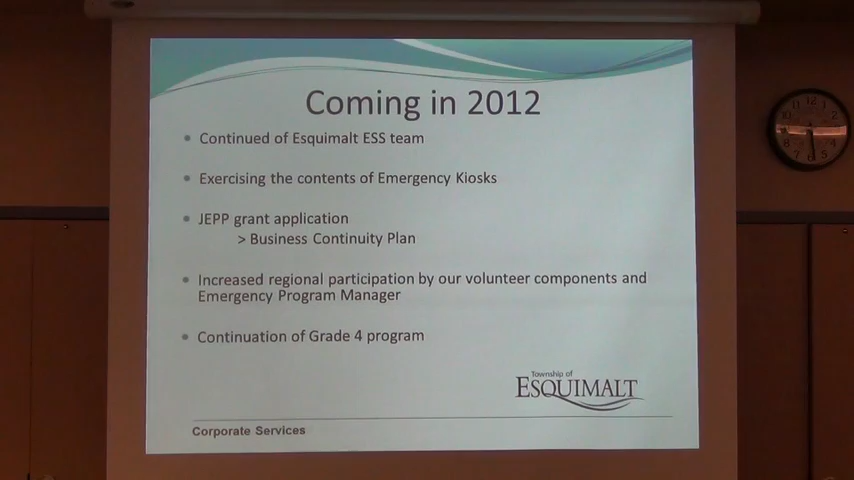 Coming in 2012
• Continued of Esquimalt ESS team
• Exercising the contents of Emergency Kiosks
• JEPP grant application
> Business Continuity Plan
• Increased regional participation by our volunteer components and
Emergency Program Manager
• Continuation of Grade 4 program
Township of
ESQUIMALT
Corporate Services